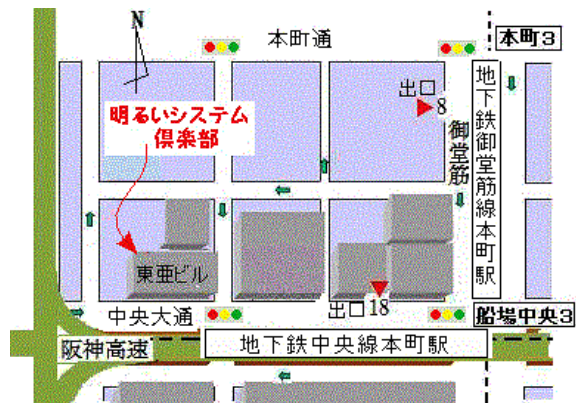 N
本町通
本町3
出口
8
明るいシステム
倶楽部
御堂筋
地下鉄御堂筋線本町駅
東亜ビル
中央大通
出口18
船場中央3
阪神高速
地下鉄中央線本町駅